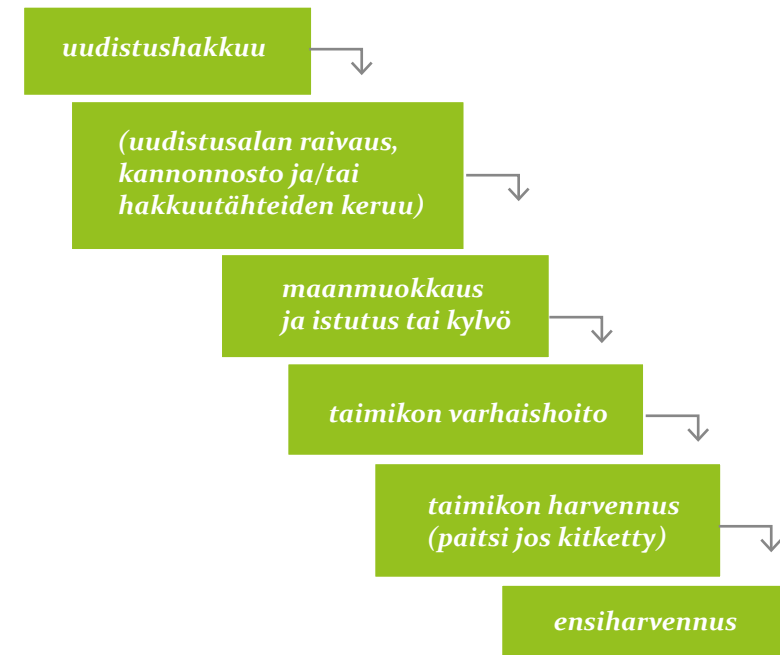 uudistushakkuu
(uudistusalan raivaus,
kannonnosto ja/tai
hakkuutähteiden keruu)
maanmuokkaus
ja istutus tai kylvö
taimikon varhaishoito
taimikon harvennus
(paitsi jos kitketty)
ensiharvennus